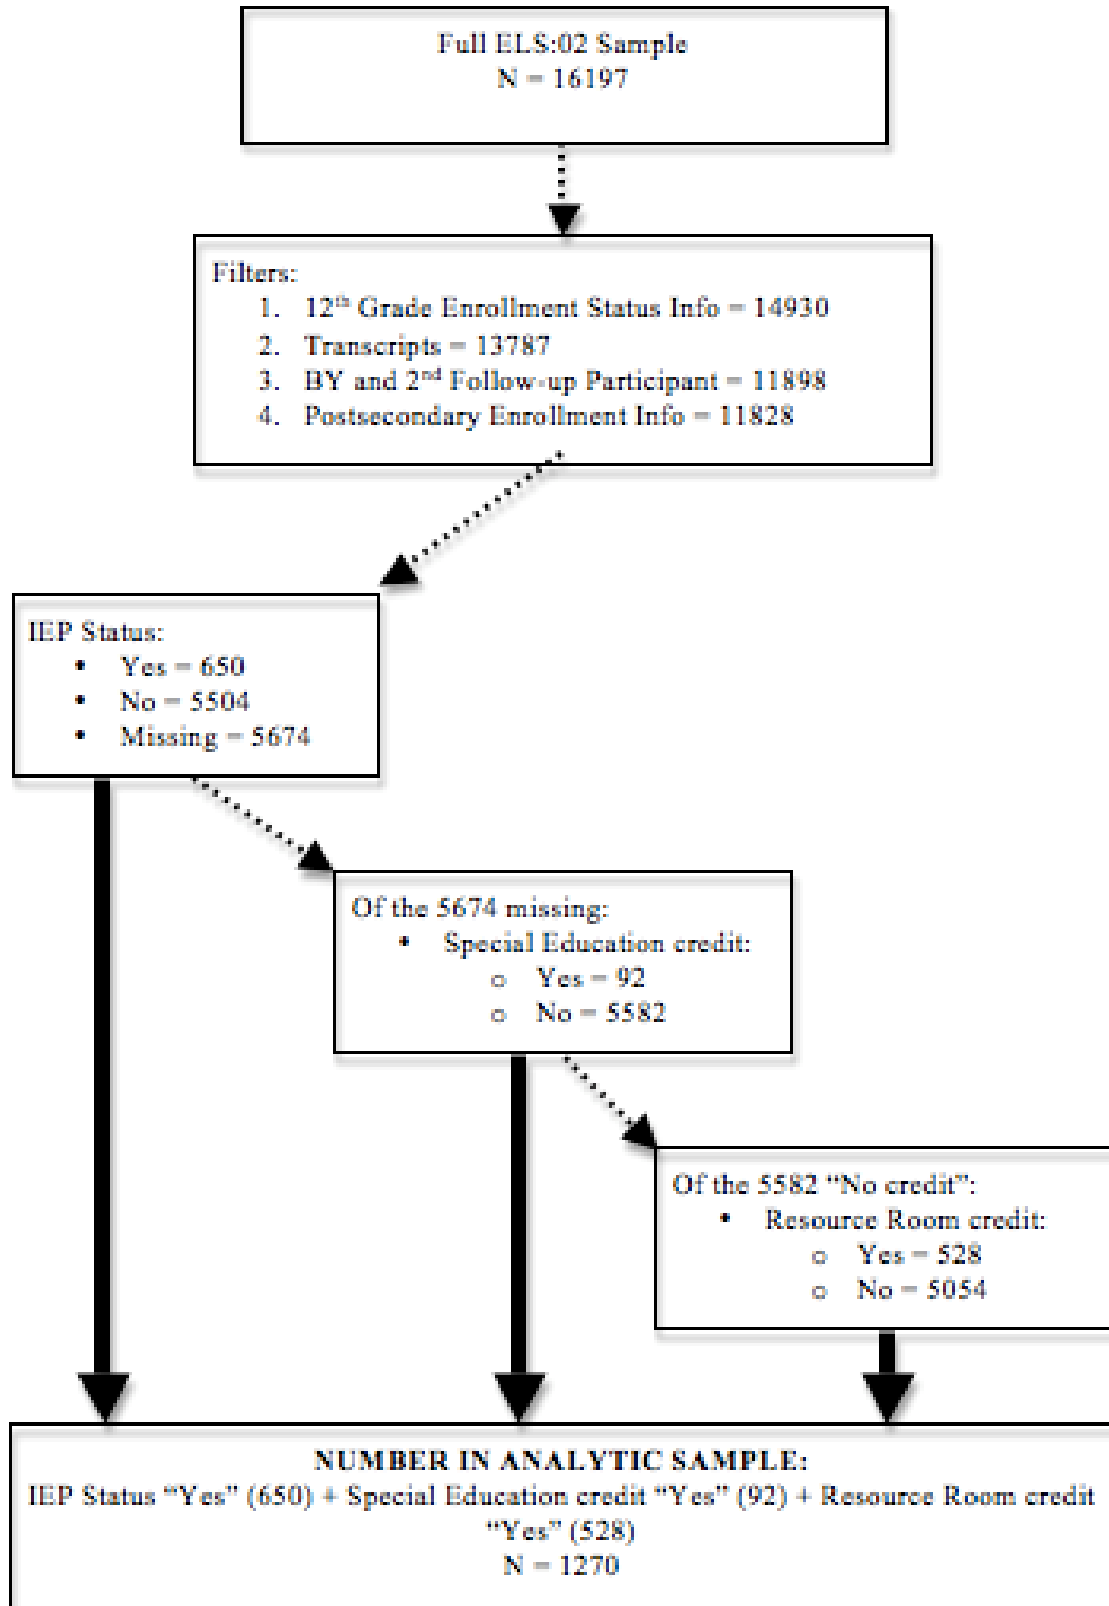 Full ELS:02 Sample
N = 16197
Filters:
1. 12th Grade Enrollment Status Info = 14930
2. Transcripts = 13787
3. BY and 2nd Follow-up Participant = 11898
4. Postsecondary Enrollment Info = 11828
IEP Status:
• Yes = 650
• No = 5504
• Missing = 5674
Of the 5674 missing:
• Special Education credit:
o Yes = 92
o No = 5582
Of the 5582 “No credit”:
• Resource Room credit:
o Yes = 528
o No = 5054
NUMBER IN ANALYTIC SAMPLE:
IEP Status “Yes” (650) + Special Education credit “Yes” (92) + Resource Room credit
“Yes” (528)
N = 1270